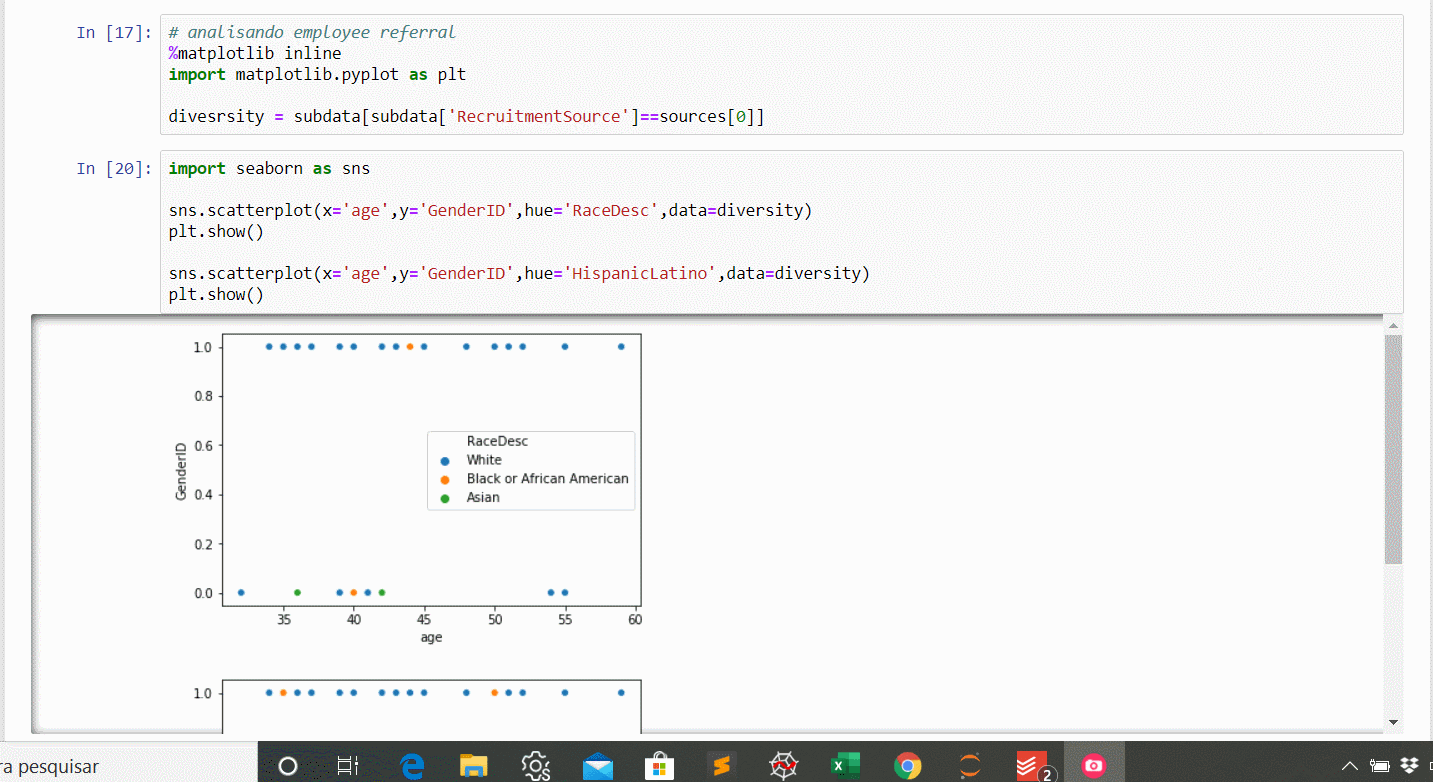 In [17]:
# analisando employee referral
%matplotlib inline
import matplotlib.pyplot as plt
divesrsity = subdata[subdata['RecruitmentSource']==sources[0]]
In [20]:
import seaborn as sns
sns.scatterplot(x='age',y='GenderID',hue='RaceDesc',data=diversity)
plt.show()
sns.scatterplot(x='age',y='GenderID',hue='HispanicLatino',data=diversity)
plt.show()
1.0
0.8
0.6
0.4
0.2
0.0
GenderID
RaceDesc
White
Black or African American
Asian
35 40 45 50 55 60
age
1.0
ra pesquisar
2